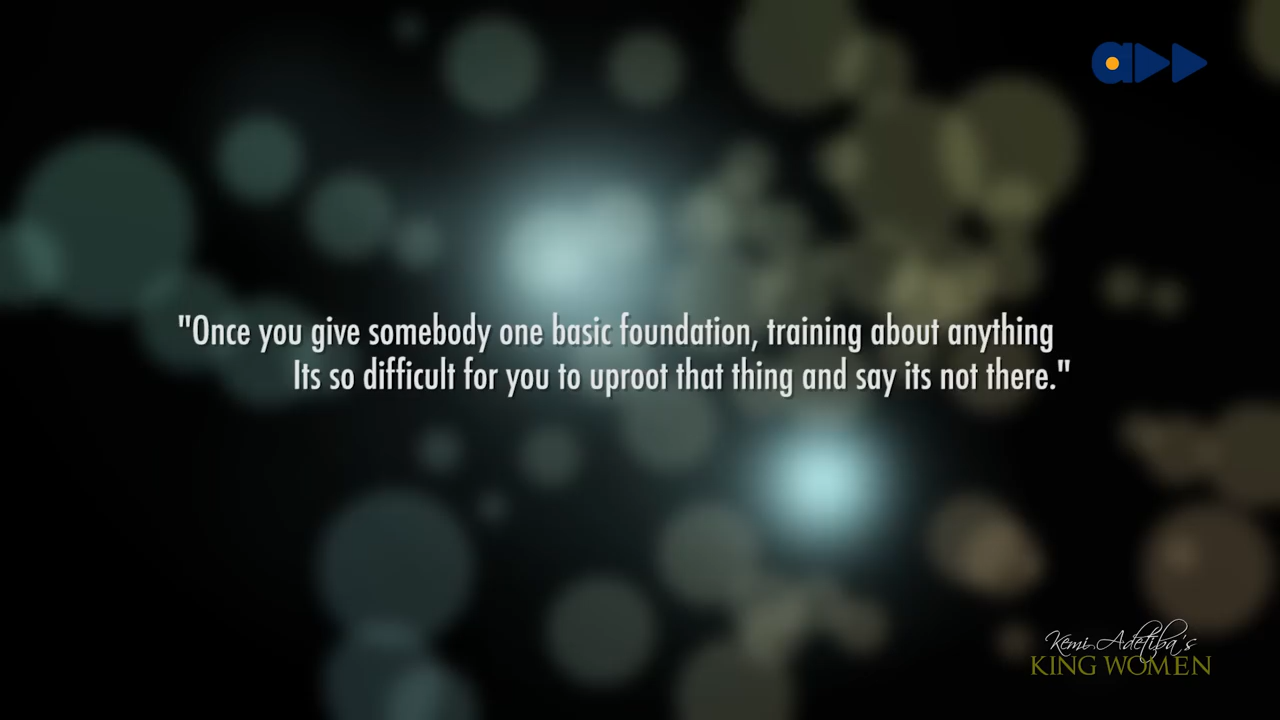 a
"Once you give somebody one basic foundation, training about anything
Its so difficult for you to uproot that thing and say its not there."
Kemi Adetiba's
KING WOMEN